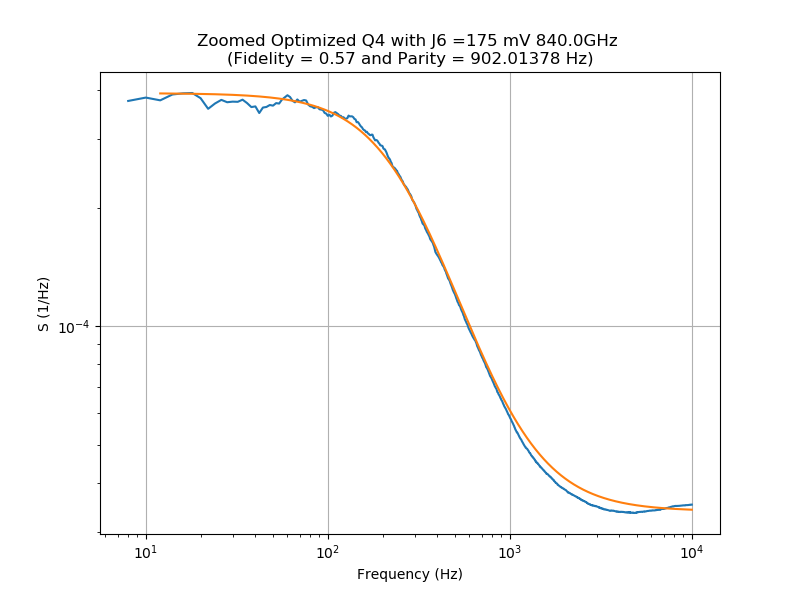 Zoomed Optimized Q4 with J6 =175 mV 840.0GHz
(Fidelity = 0.57 and Parity = 902.01378 Hz)
S (1/Hz)
10⁻⁴
10¹ 10² 10³ 10⁴
Frequency (Hz)